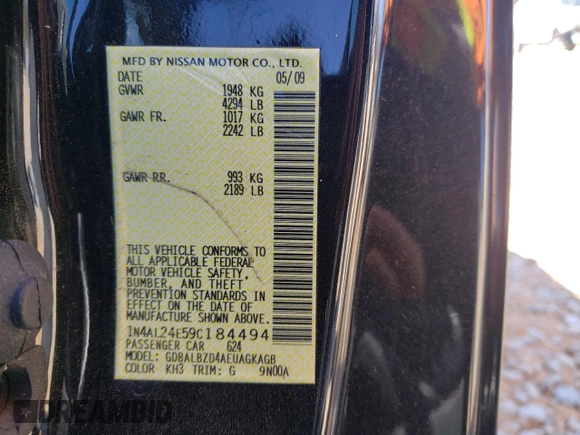 MFD BY NISSAN MOTOR CO., LTD.
DATE 05/09
GVWR 1948 KG
4294 LB
GAWR FR. 1017 KG
2242 LB
GAWR RR. 993 KG
2189 LB
THIS VEHICLE CONFORMS TO
ALL APPLICABLE FEDERAL
MOTOR VEHICLE SAFETY,
BUMPER, AND THEFT
PREVENTION STANDARDS IN
EFFECT ON THE DATE OF
MANUFACTURE SHOWN ABOVE.
1N4AL24E59C184494
PASSENGER CAR 624
MODEL: GDBALBZD4AEUAGKAGB
COLOR KH3 TRIM: G 9N00A
DREAMBID